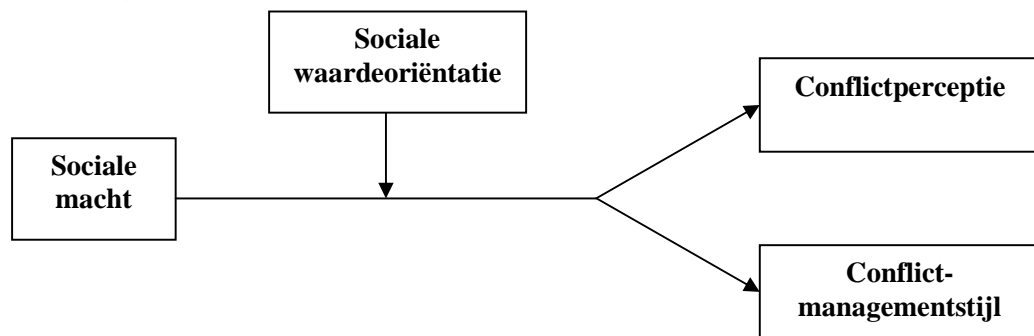 Sociale
waardeoriëntatie
Conflictperceptie
Sociale
macht
Conflict-
managementstijl